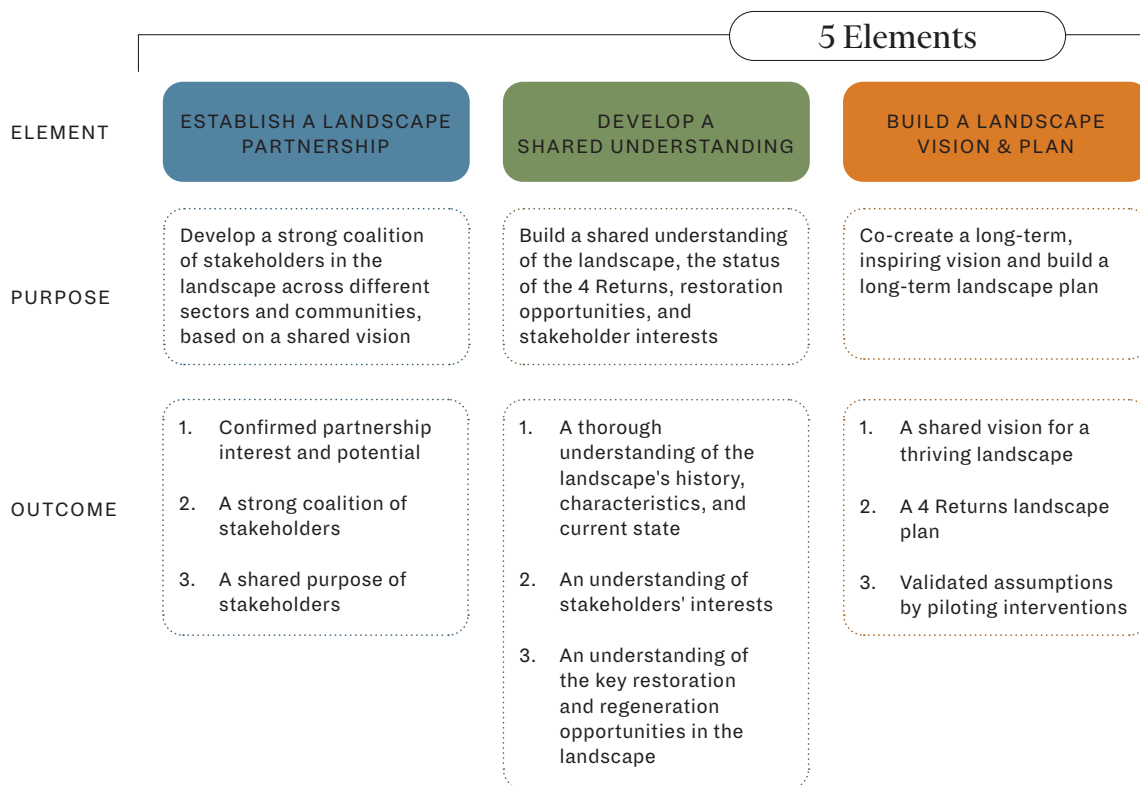 5 Elements
ELEMENT
ESTABLISH A LANDSCAPE
PARTNERSHIP
DEVELOP A
SHARED UNDERSTANDING
BUILD A LANDSCAPE
VISION & PLAN
PURPOSE
Develop a strong coalition
of stakeholders in the
landscape across different
sectors and communities,
based on a shared vision
Build a shared understanding
of the landscape, the status
of the 4 Returns, restoration
opportunities, and
stakeholder interests
Co-create a long-term,
inspiring vision and build a
long-term landscape plan
OUTCOME
1. Confirmed partnership
interest and potential
2. A strong coalition of
stakeholders
3. A shared purpose of
stakeholders
1. A thorough
understanding of the
landscape's history,
characteristics, and
current state
2. An understanding of
stakeholders' interests
3. An understanding of
the key restoration
and regeneration
opportunities in the
landscape
1. A shared vision for a
thriving landscape
2. A 4 Returns landscape
plan
3. Validated assumptions
by piloting interventions